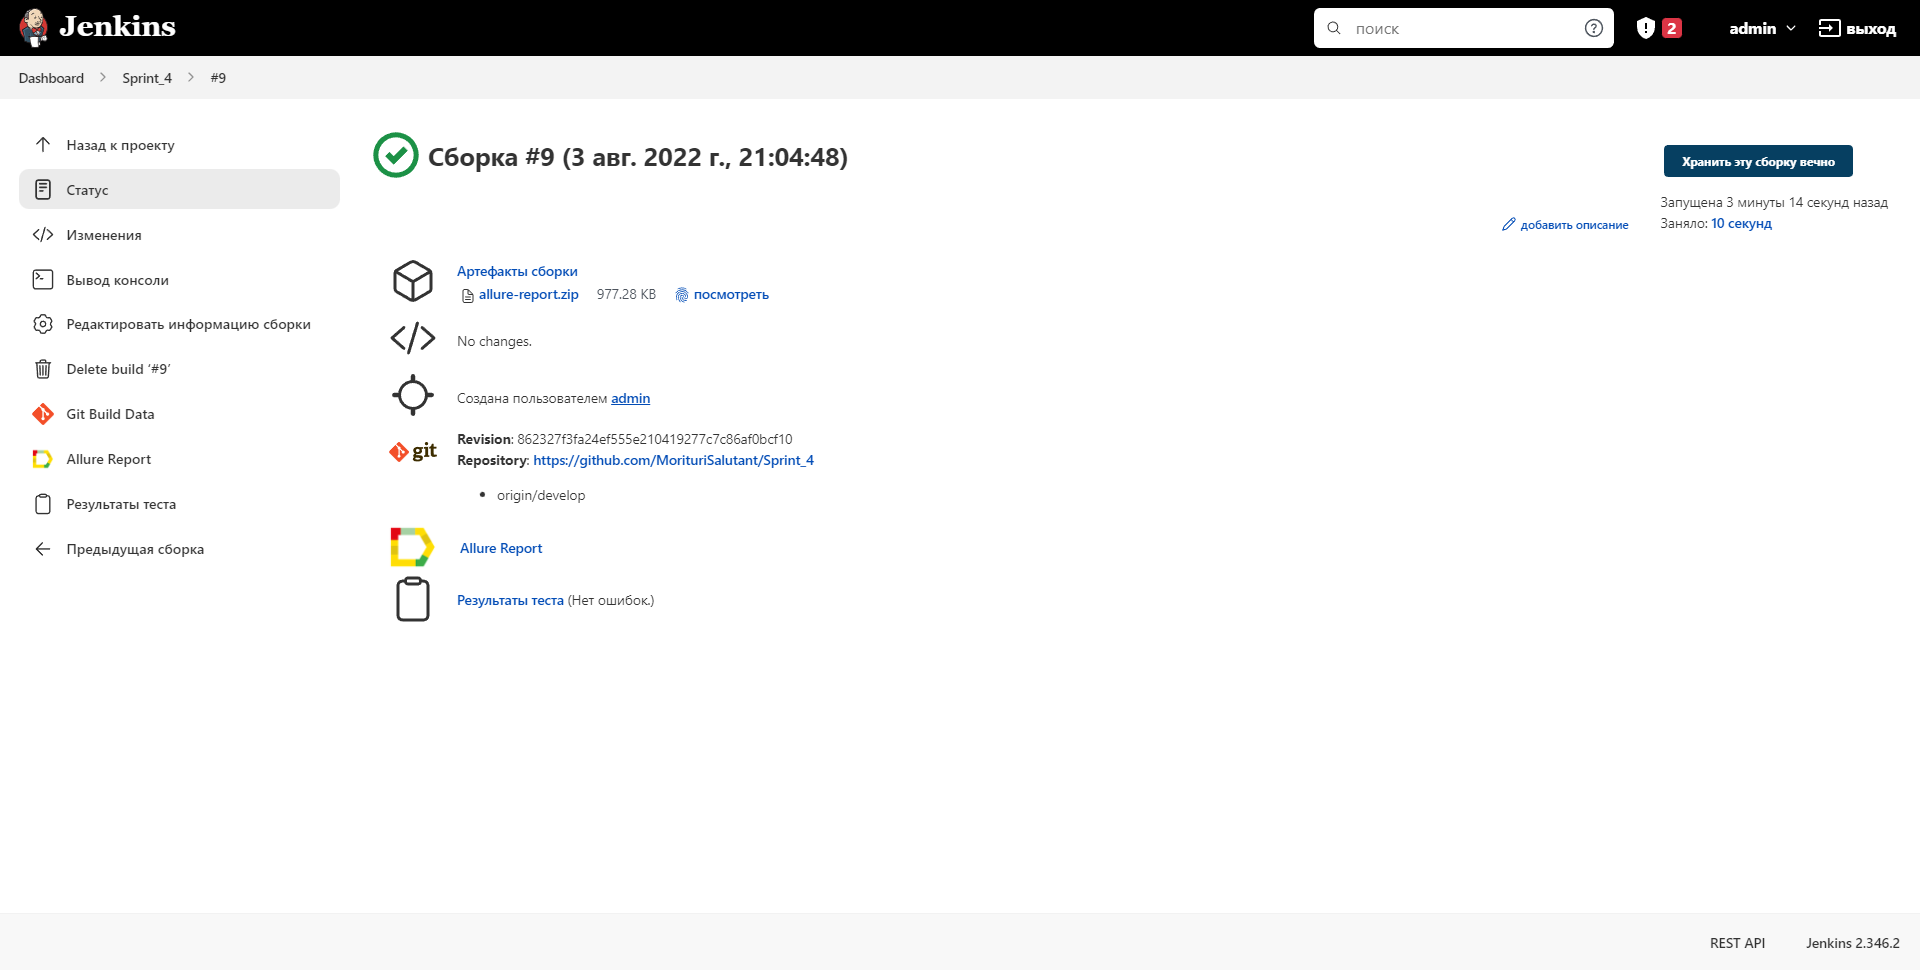 Jenkins
поиск
2
admin
выход
Dashboard
Sprint_4
#9
Назад к проекту
Статус
Изменения
Вывод консоли
Редактировать информацию сборки
Delete build ‘#9’
Git Build Data
Allure Report
Результаты теста
Предыдущая сборка
Сборка #9 (3 авг. 2022 г., 21:04:48)
Хранить эту сборку вечно
Запущена 3 минуты 14 секунд назад
Заняло: 10 секунд
добавить описание
Артефакты сборки
allure-report.zip 977.28 KB посмотреть
No changes.
Создана пользователем admin
git
Revision: 862327f3fa24ef555e210419277c7c86af0bcf10
Repository: https://github.com/MorituriSalutant/Sprint_4
origin/develop
Allure Report
Результаты теста (Нет ошибок.)
REST API
Jenkins 2.346.2